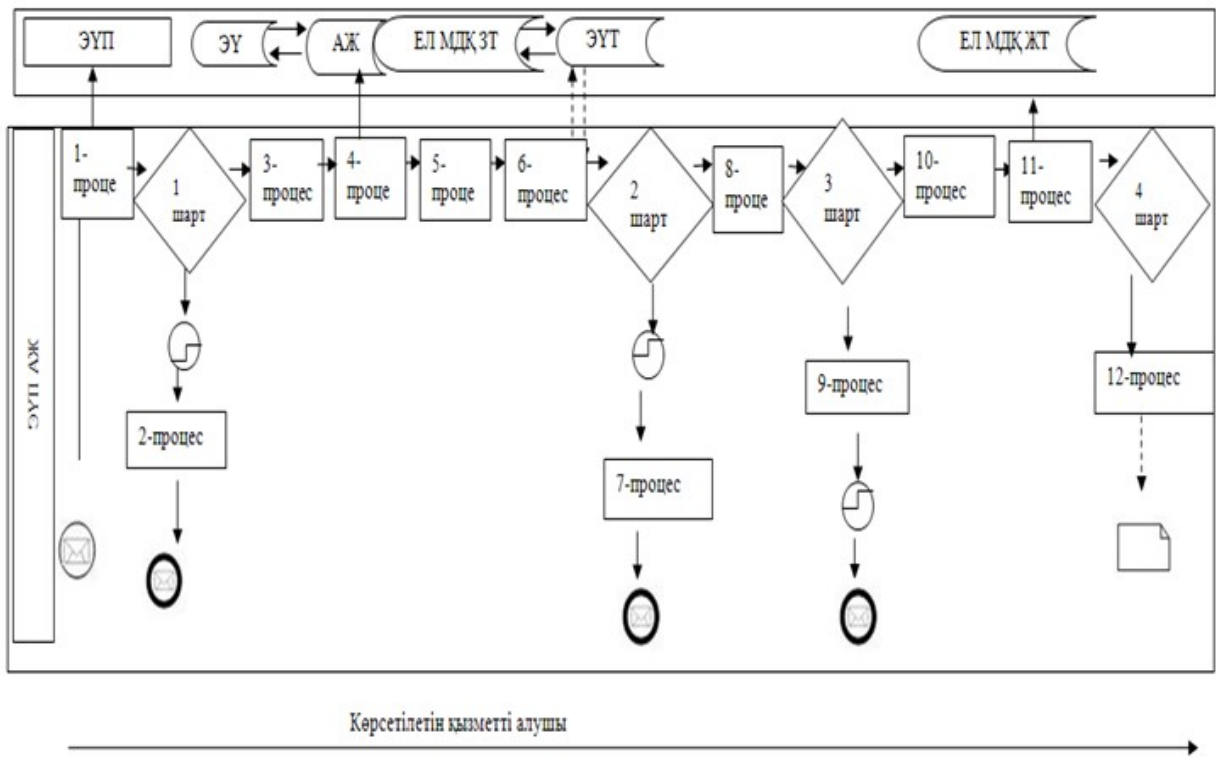 ЭҮП
ЭҮ
АЖ
ЕЛ МДҚ ЗТ
ЭҮТ
ЕЛ МДҚ ЖТ
ЭҮП АЖ
1-
проце
1
шарт
3-
процес
4-
проце
5-
проце
6-
процес
2
шарт
8-
проце
3
шарт
10-
процес
11-
процес
4
шарт
2-процес
7-процес
9-процес
12-процес
Көрсетілетін қызметті алушы